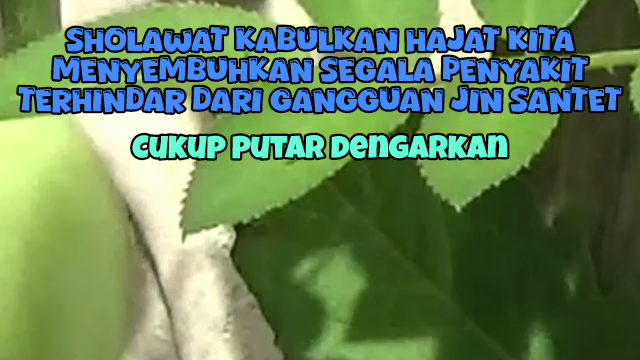 SHOLAWAT KABULKAN HAJAT KITA
MENYEMBUHKAN SEGALA PENYAKIT
TERHINDAR DARI GANGGUAN JIN SANTET
CUKUP PUTAR DENGARKAN